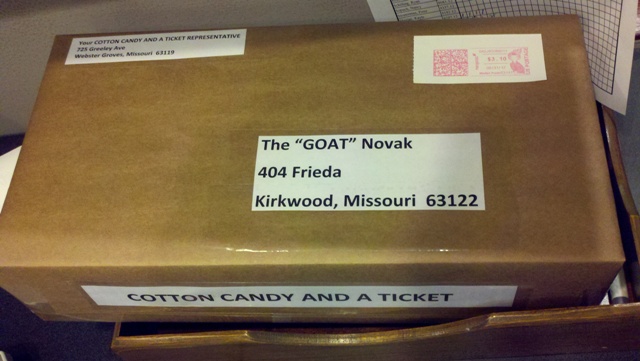 Your COTTON CANDY AND A TICKET REPRESENTATIVE
725 Greeley Ave
Webster Groves, Missouri 63119
The "GOAT" Novak
404 Frieda
Kirkwood, Missouri 63122
COTTON CANDY AND A TICKET